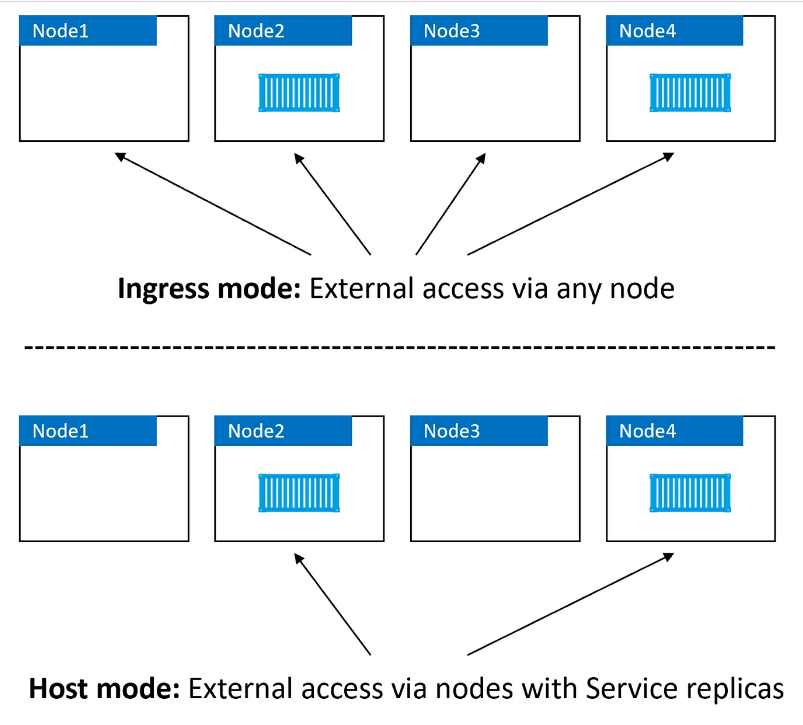 Node1
Node2
Node3
Node4
Ingress mode: External access via any node
Node1
Node2
Node3
Node4
Host mode: External access via nodes with Service replicas